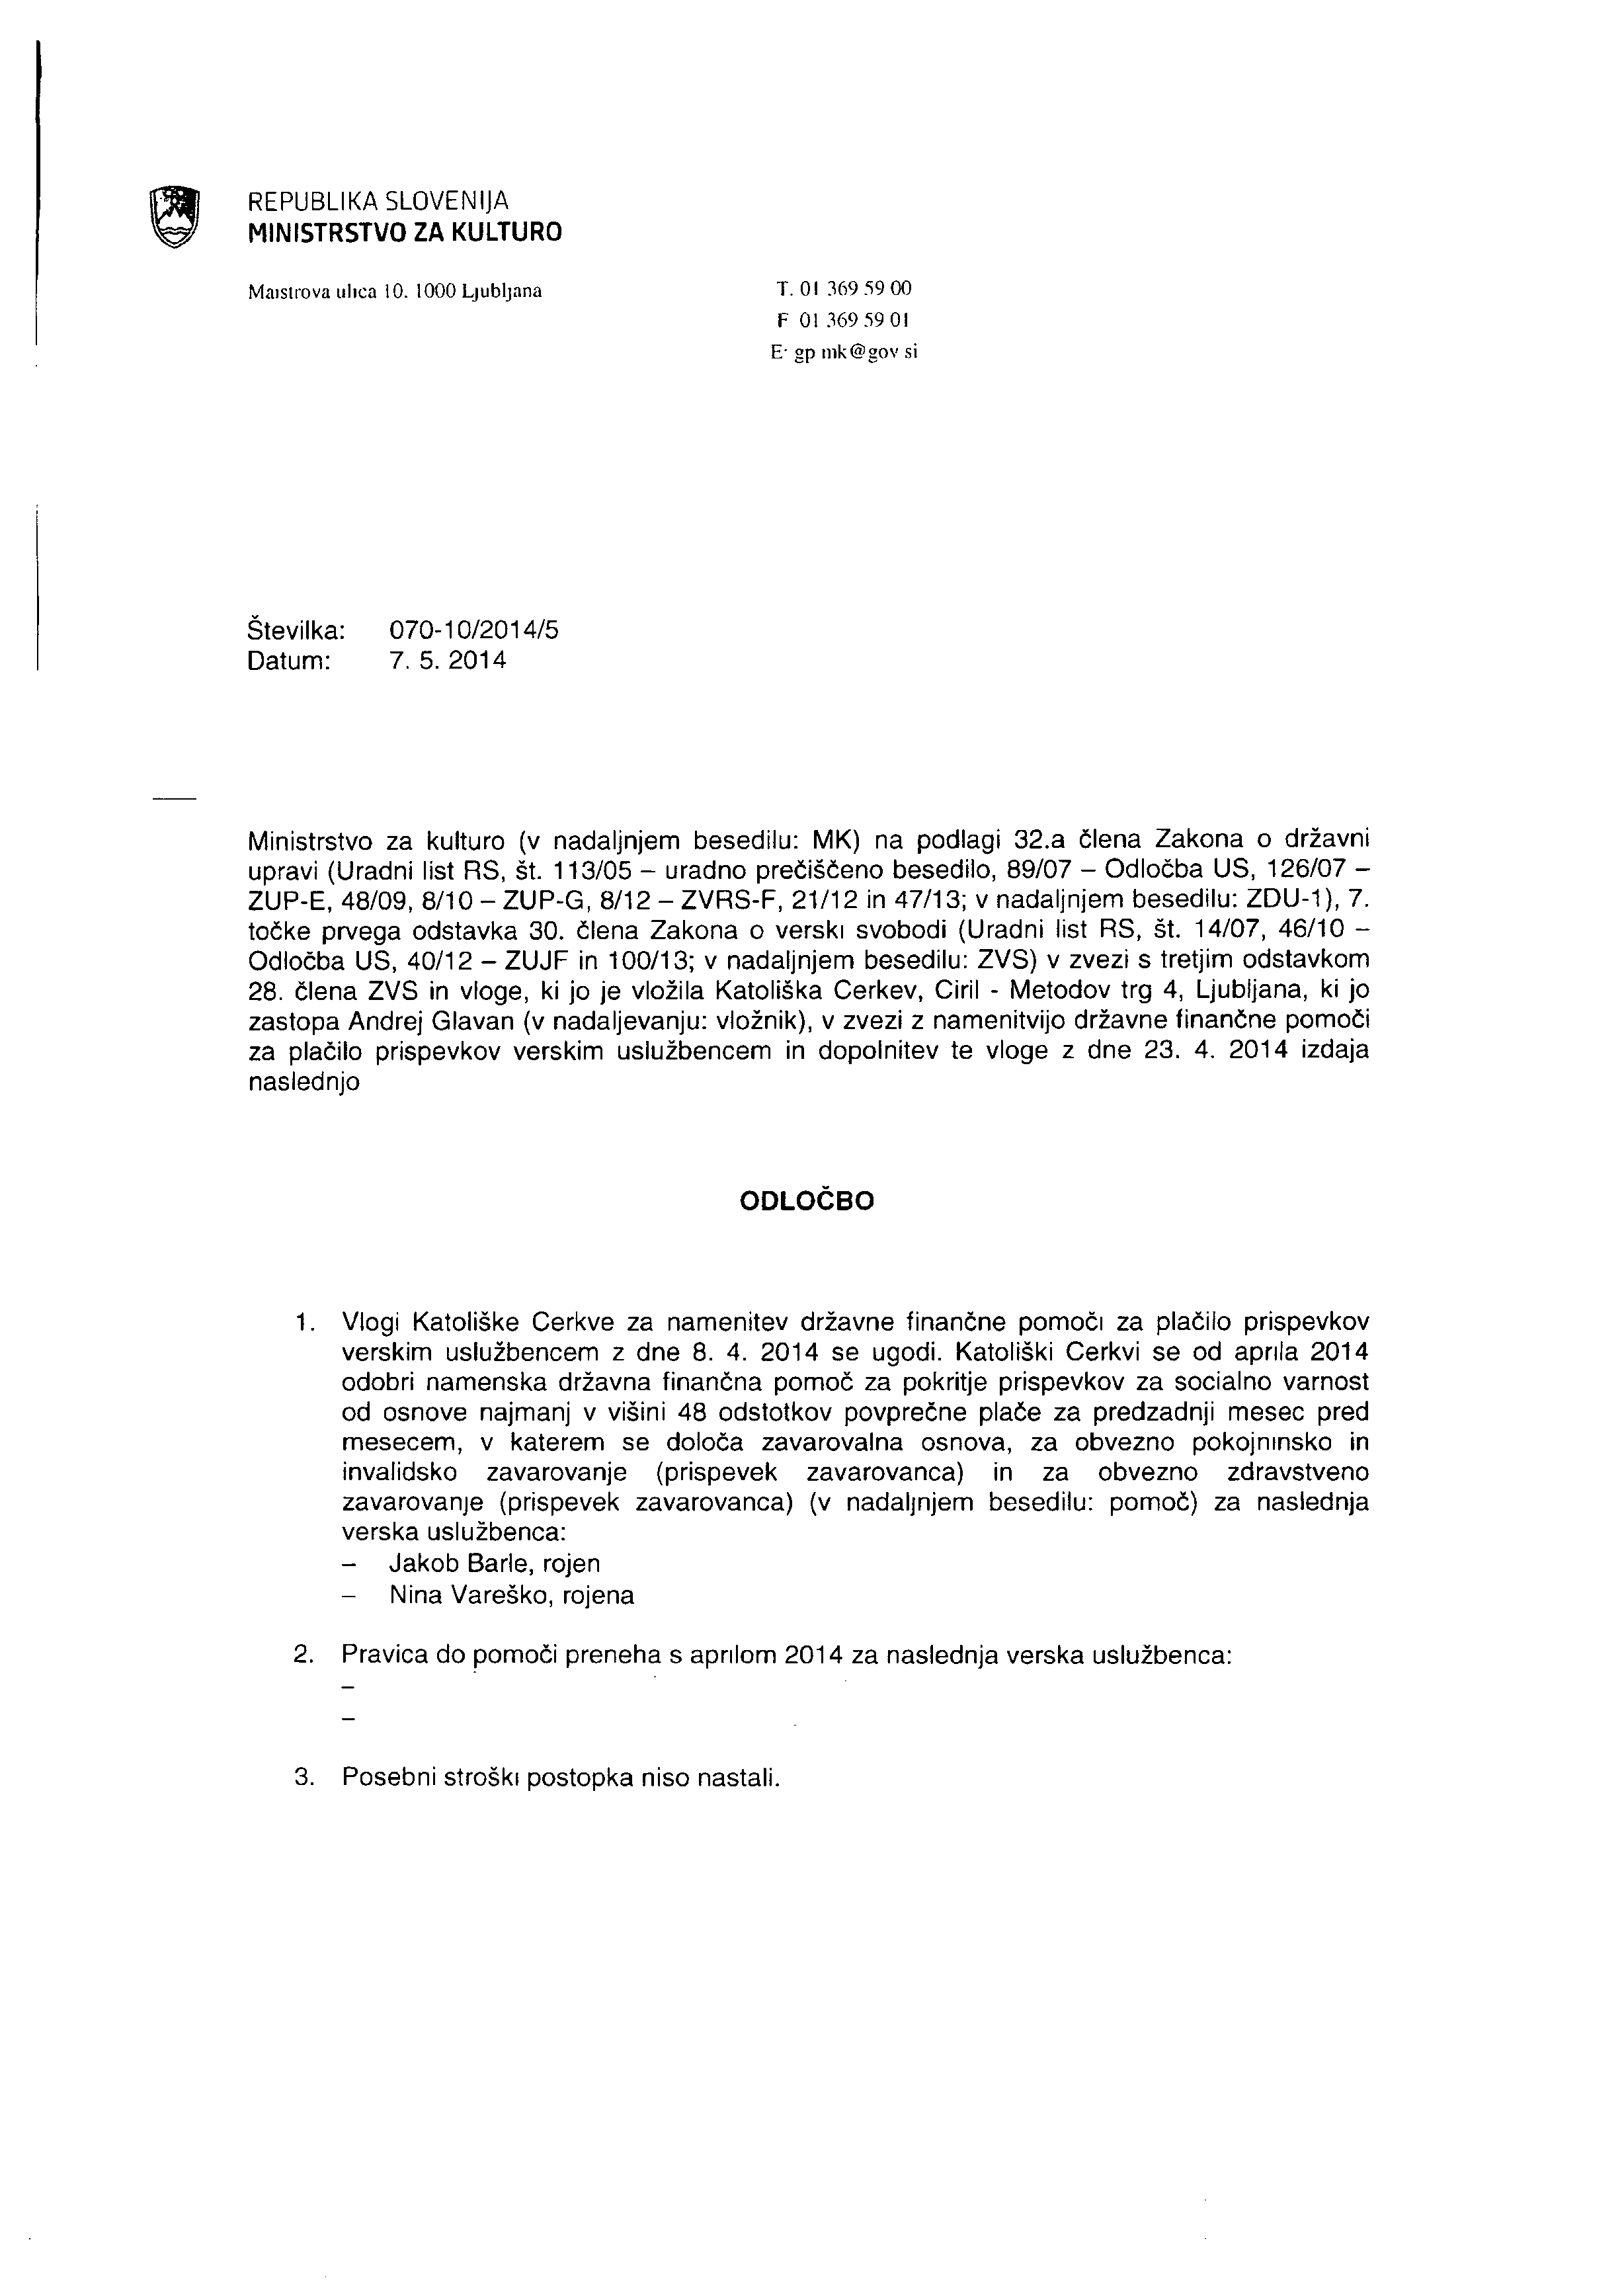 REPUBLIKA SLOVENIJA
MINISTRSTVO ZA KULTURO
Maistrova ulica 10, 1000 Ljubljana
T. 01 369 59 00
F 01 369 59 01
E: gp mk@gov si
Številka: 070-10/2014/5
Datum: 7. 5. 2014
Ministrstvo za kulturo (v nadaljnjem besedilu: MK) na podlagi 32.a člena Zakona o državni
upravi (Uradni list RS, št. 113/05 – uradno prečiščeno besedilo, 89/07 – Odločba US, 126/07 –
ZUP-E, 48/09, 8/10 – ZUP-G, 8/12 – ZVRS-F, 21/12 in 47/13; v nadaljnjem besedilu: ZDU-1), 7.
točke prvega odstavka 30. člena Zakona o verski svobodi (Uradni list RS, št. 14/07, 46/10 –
Odločba US, 40/12 – ZUJF in 100/13; v nadaljnjem besedilu: ZVS) v zvezi s tretjim odstavkom
28. člena ZVS in vloge, ki jo je vložila Katoliška Cerkev, Ciril - Metodov trg 4, Ljubljana, ki jo
zastopa Andrej Glavan (v nadaljevanju: vložnik), v zvezi z namenitvijo državne finančne pomoči
za plačilo prispevkov verskim uslužbencem in dopolnitev te vloge z dne 23. 4. 2014 izdaja
naslednjo
ODLOČBO
1. Vlogi Katoliške Cerkve za namenitev državne finančne pomoči za plačilo prispevkov
verskim uslužbencem z dne 8. 4. 2014 se ugodi. Katoliški Cerkvi se od aprila 2014
odobri namenska državna finančna pomoč za pokritje prispevkov za socialno varnost
od osnove najmanj v višini 48 odstotkov povprečne plače za predzadnji mesec pred
mesecem, v katerem se določa zavarovalna osnova, za obvezno pokojninsko in
invalidsko zavarovanje (prispevek zavarovanca) in za obvezno zdravstveno
zavarovanje (prispevek zavarovanca) (v nadaljnjem besedilu: pomoč) za naslednja
verska uslužbenca:
– Jakob Barle, rojen
– Nina Vareško, rojena
2. Pravica do pomoči preneha s aprilom 2014 za naslednja verska uslužbenca:
–
–
3. Posebni stroški postopka niso nastali.